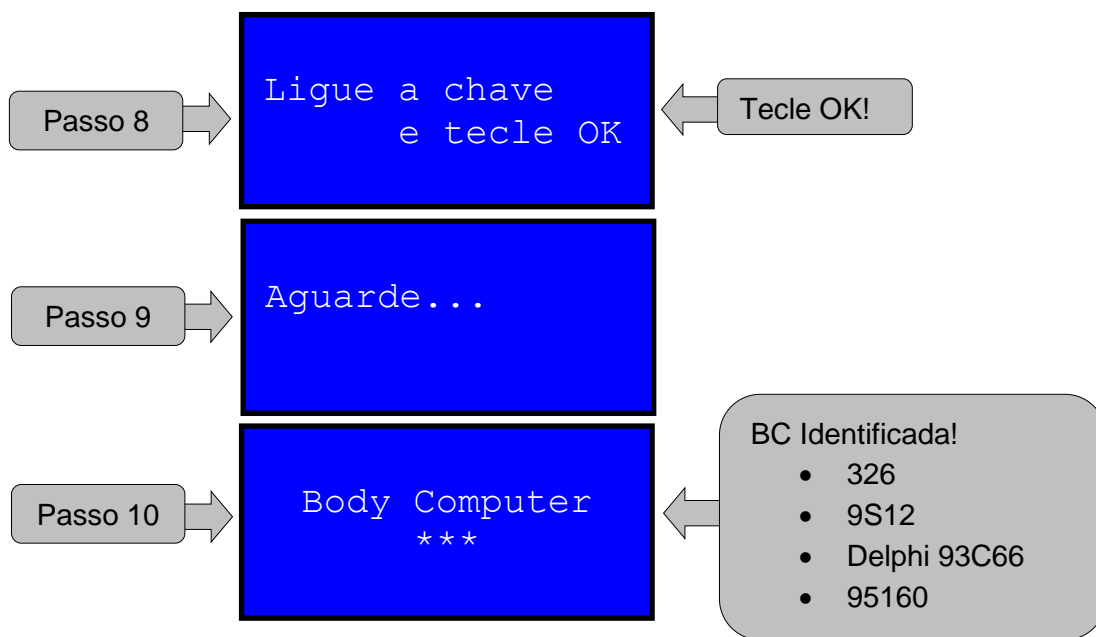 Passo 8
Ligue a chave
e tecle OK
Tecle OK!
Passo 9
Aguarde...
Passo 10
Body Computer
***
BC Identificada!
• 326
• 9S12
• Delphi 93C66
• 95160